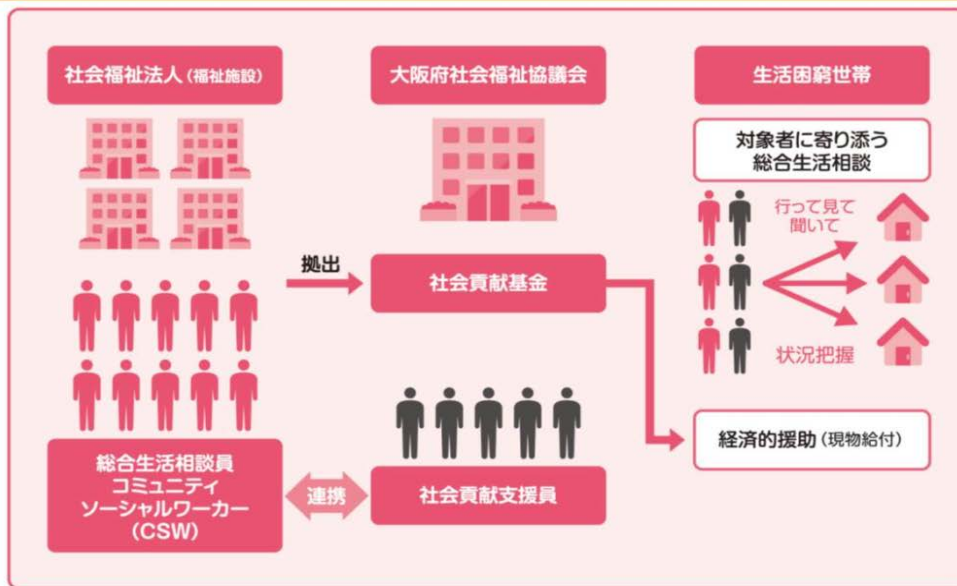 社会福祉法人(福祉施設)
大阪府社会福祉協議会
生活困窮世帯
対象者に寄り添う
総合生活相談
行って見て
聞いて
拠出
社会貢献基金
状況把握
経済的援助(現物給付)
総合生活相談員
コミュニティ
ソーシャルワーカー
(CSW)
連携
社会貢献支援員